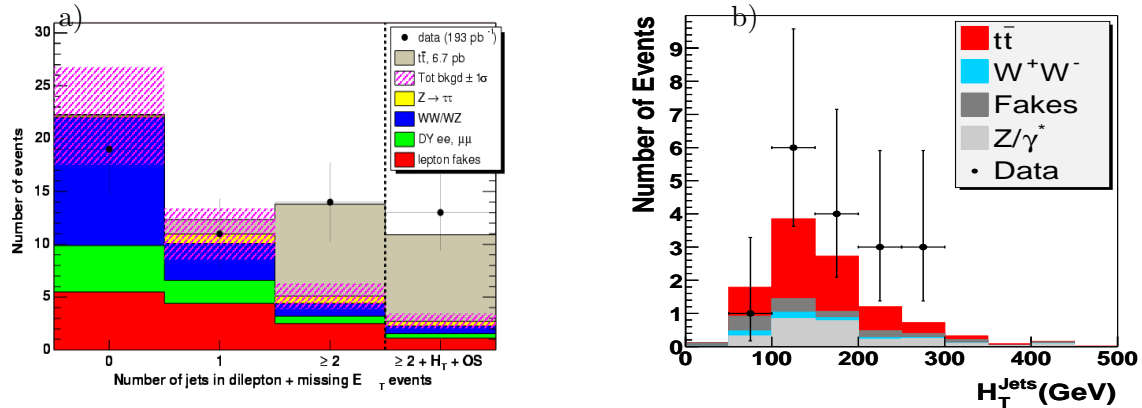 a)
Number of events
30
25
20
15
10
5
0
data (193 pb⁻¹)
tt̄, 6.7 pb
Tot bkgd ± 1σ
Z → ττ
WW/WZ
DY ee, μμ
lepton fakes
0
1
≥ 2
≥ 2 + H_T + OS
Number of jets in dilepton + missing E_T events
b)
Number of Events
9
8
7
6
5
4
3
2
1
0
tt̄
W⁺W⁻
Fakes
Z/γ*
Data
0
100
200
300
400
500
H_T^Jets(GeV)